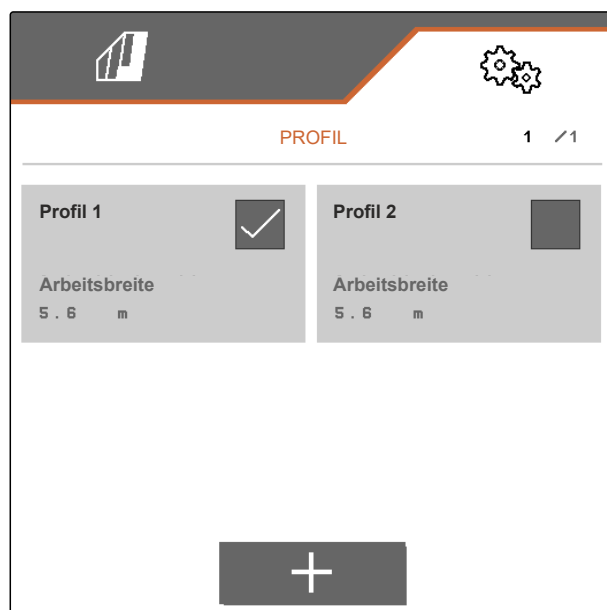 PROFIL 1 /1
Profil 1 Profil 2
Arbeitsbreite Arbeitsbreite
5.6 m 5.6 m
+